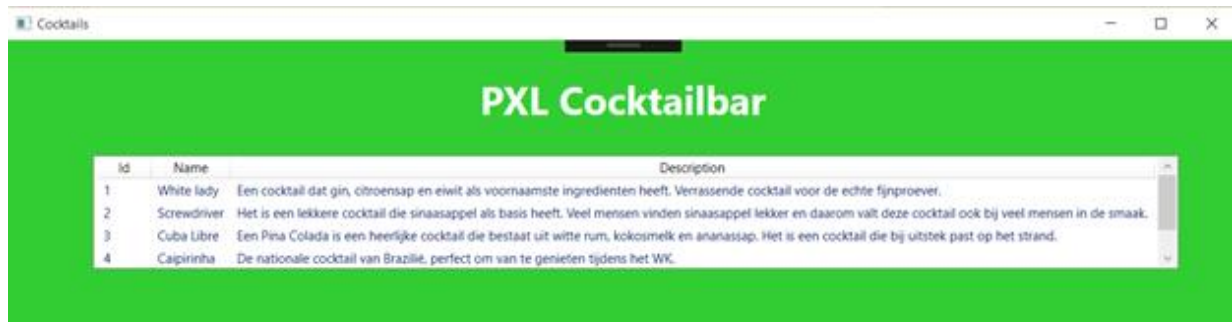 Cocktails
PXL Cocktailbar
Id Name Description
1 White lady Een cocktail dat gin, citroensap en eiwit als voornaamste ingredienten heeft. Verrassende cocktail voor de echte fijnproever.
2 Screwdriver Het is een lekkere cocktail die sinaasappel als basis heeft. Veel mensen vinden sinaasappel lekker en daarom valt deze cocktail ook bij veel mensen in de smaak.
3 Cuba Libre Een Pina Colada is een heerlijke cocktail die bestaat uit witte rum, kokosmelk en ananassap. Het is een cocktail die bij uitstek past op het strand.
4 Caipirinha De nationale cocktail van Brazilië, perfect om van te genieten tijdens het WK.